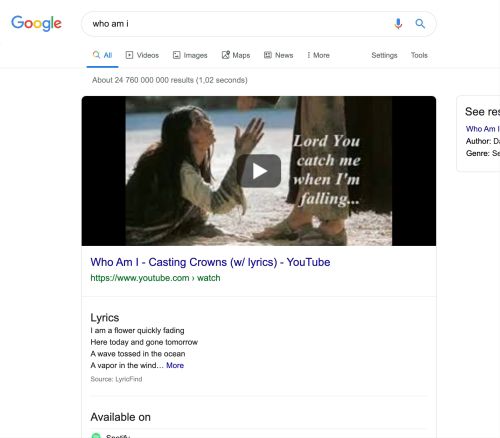 Google
who am i
All
Videos
Images
Maps
News
More
Settings
Tools
About 24 760 000 000 results (1,02 seconds)
Lord You
catch me
when I'm
falling...
Who Am I - Casting Crowns (w/ lyrics) - YouTube
https://www.youtube.com › watch
Lyrics
I am a flower quickly fading
Here today and gone tomorrow
A wave tossed in the ocean
A vapor in the wind… More
Source: LyricFind
Available on
Spotify
See res
Who Am I
Author: Da
Genre: Se